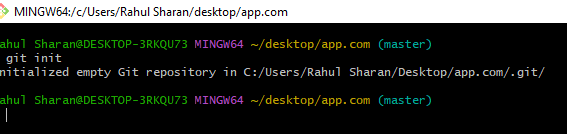 MINGW64:/c/Users/Rahul Sharan/desktop/app.com
ahul Sharan@DESKTOP-3RKQU73 MINGW64 ~/desktop/app.com (master)
git init
nitialized empty Git repository in C:/Users/Rahul Sharan/Desktop/app.com/.git/
ahul Sharan@DESKTOP-3RKQU73 MINGW64 ~/desktop/app.com (master)